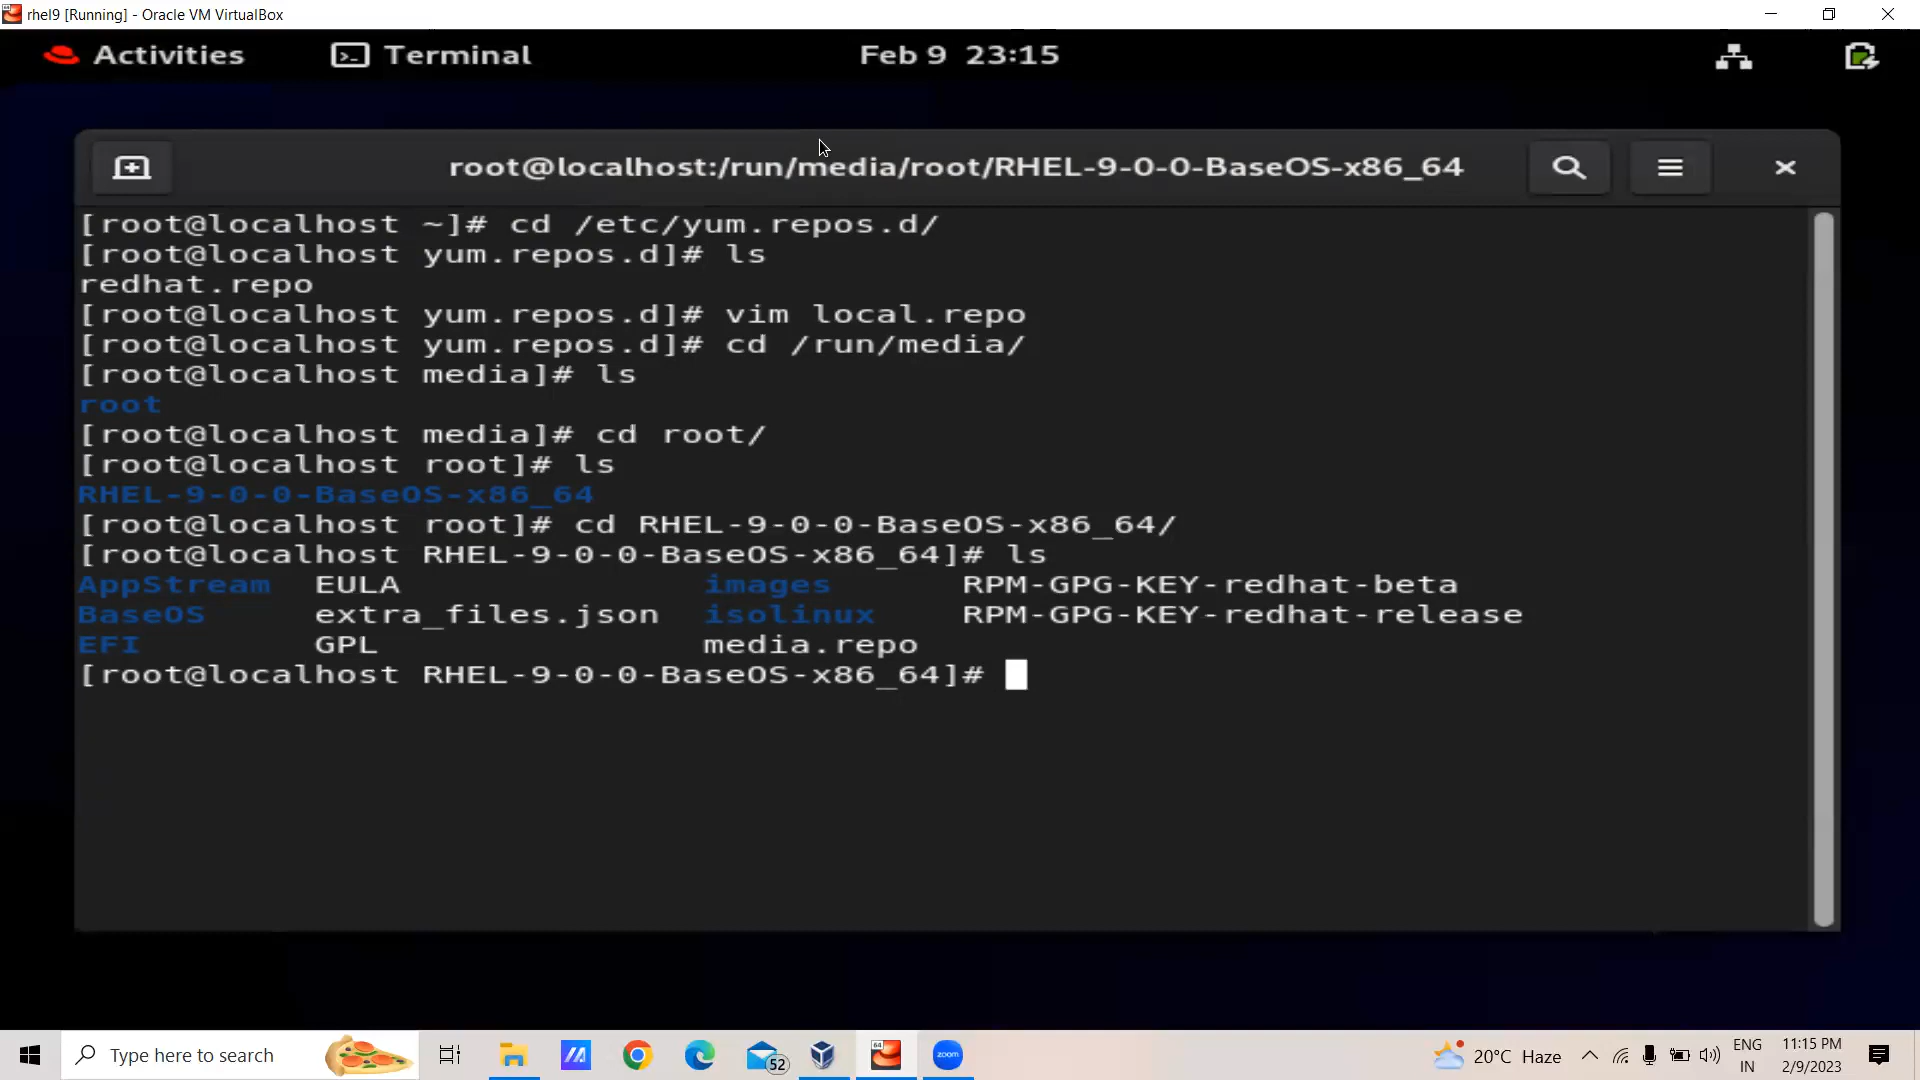 rhel9 [Running] - Oracle VM VirtualBox
Activities Terminal Feb 9 23:15
root@localhost:/run/media/root/RHEL-9-0-0-BaseOS-x86_64
[root@localhost ~]# cd /etc/yum.repos.d/
[root@localhost yum.repos.d]# ls
redhat.repo
[root@localhost yum.repos.d]# vim local.repo
[root@localhost yum.repos.d]# cd /run/media/
[root@localhost media]# ls
root
[root@localhost media]# cd root/
[root@localhost root]# ls
RHEL-9-0-0-BaseOS-x86_64
[root@localhost root]# cd RHEL-9-0-0-BaseOS-x86_64/
[root@localhost RHEL-9-0-0-BaseOS-x86_64]# ls
AppStream EULA images RPM-GPG-KEY-redhat-beta
BaseOS extra_files.json isolinux RPM-GPG-KEY-redhat-release
EFI GPL media.repo
[root@localhost RHEL-9-0-0-BaseOS-x86_64]#
Type here to search 52 64 zoom 20°C Haze ENG 11:15 PM
IN 2/9/2023